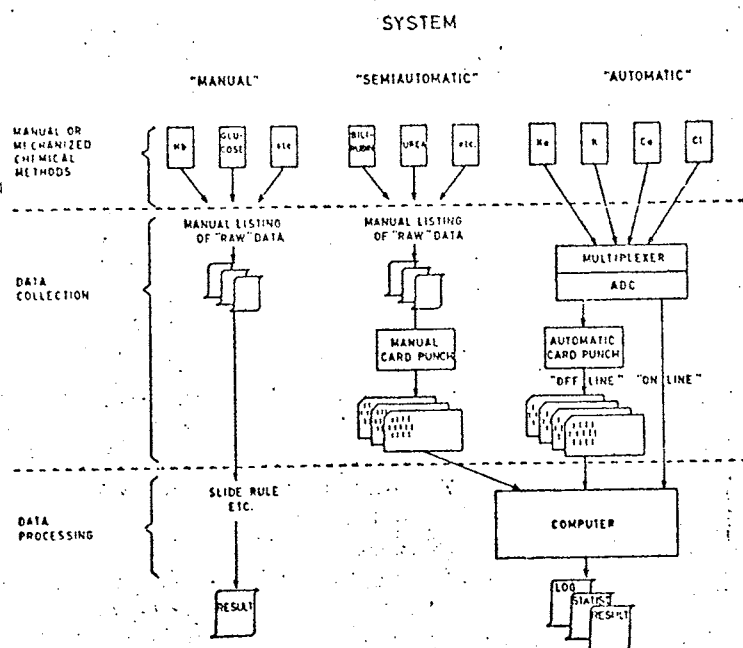 SYSTEM
"MANUAL"
"SEMIAUTOMATIC"
"AUTOMATIC"
MANUAL OR
MECHANIZED
CHEMICAL
METHODS
Hb
GLU-
COSE
etc
BILI-
RUBIN
UREA
etc.
Na
K
Ca
Cl
MANUAL LISTING
OF "RAW" DATA
MANUAL LISTING
OF "RAW" DATA
MULTIPLEXER
ADC
DATA
COLLECTION
MANUAL
CARD PUNCH
AUTOMATIC
CARD PUNCH
"OFF LINE"
"ON LINE"
SLIDE RULE
ETC.
DATA
PROCESSING
COMPUTER
RESULT
LOG
STATIST
RESULT